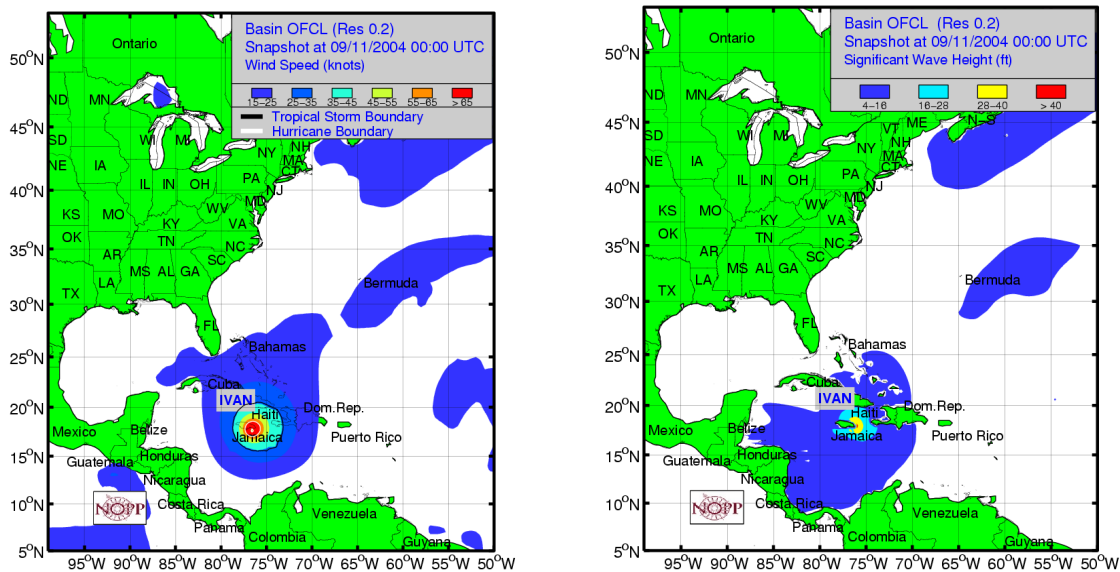 Basin OFCL (Res 0.2)
Snapshot at 09/11/2004 00:00 UTC
Wind Speed (knots)
15–25 25–35 35–45 45–55 55–65 > 65
Tropical Storm Boundary
Hurricane Boundary
50°N
45°N
40°N
35°N
30°N
25°N
20°N
15°N
10°N
5°N
Ontario
ND MN
SD WI MI NH
NE IA NY MA
CT
IL IN OH PA NJ
MD
KS MO WV
KY VA
OK TN NC
AR SC
MS AL GA
LA
TX
FL
Bermuda
Bahamas
Cuba
IVAN
Haiti Dom.Rep.
Jamaica Puerto Rico
Mexico Belize
Guatemala Honduras
Nicaragua
NOPP Costa Rica
Panama Venezuela
Colombia Guyana
95°W 90°W 85°W 80°W 75°W 70°W 65°W 60°W 55°W 50°W
Basin OFCL (Res 0.2)
Snapshot at 09/11/2004 00:00 UTC
Significant Wave Height (ft)
4–16 16–28 28–40 > 40
50°N
45°N
40°N
35°N
30°N
25°N
20°N
15°N
10°N
5°N
Ontario
ND MN
ME N–S
SD WI MI VT
NH
NE IA NY MA
CT
IL IN OH PA NJ
MD
KS MO WV
KY VA
OK TN NC
AR SC
MS AL GA
LA
TX
FL
Bermuda
Bahamas
Cuba
IVAN
Haiti Dom.Rep.
Jamaica Puerto Rico
Mexico Belize
Guatemala Honduras
Nicaragua
NOPP Costa Rica
Panama Venezuela
Colombia Guyana
95°W 90°W 85°W 80°W 75°W 70°W 65°W 60°W 55°W 50°W